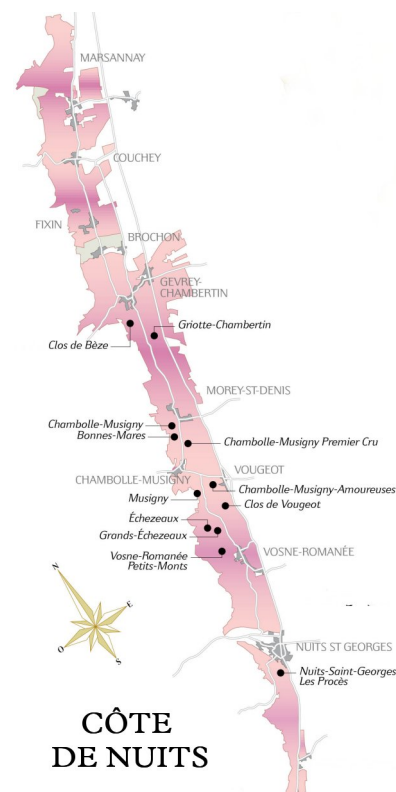 MARSANNAY
COUCHEY
FIXIN
BROCHON
GEVREY-
CHAMBERTIN
Griotte-Chambertin
Clos de Bèze
MOREY-ST-DENIS
Chambolle-Musigny
Bonnes-Mares
Chambolle-Musigny Premier Cru
CHAMBOLLE-MUSIGNY
VOUGEOT
Chambolle-Musigny-Amoureuses
Musigny
Clos de Vougeot
Échezeaux
Grands-Échezeaux
Vosne-Romanée
Petits-Monts
VOSNE-ROMANÉE
N
E
O
S
NUITS ST GEORGES
Nuits-Saint-Georges
Les Procès
CÔTE
DE NUITS